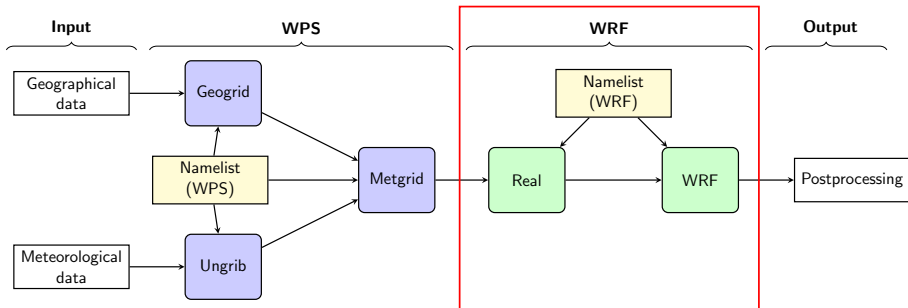 Input
WPS
WRF
Output
Geographical
data
Geogrid
Namelist
(WPS)
Meteorological
data
Ungrib
Metgrid
Namelist
(WRF)
Real
WRF
Postprocessing